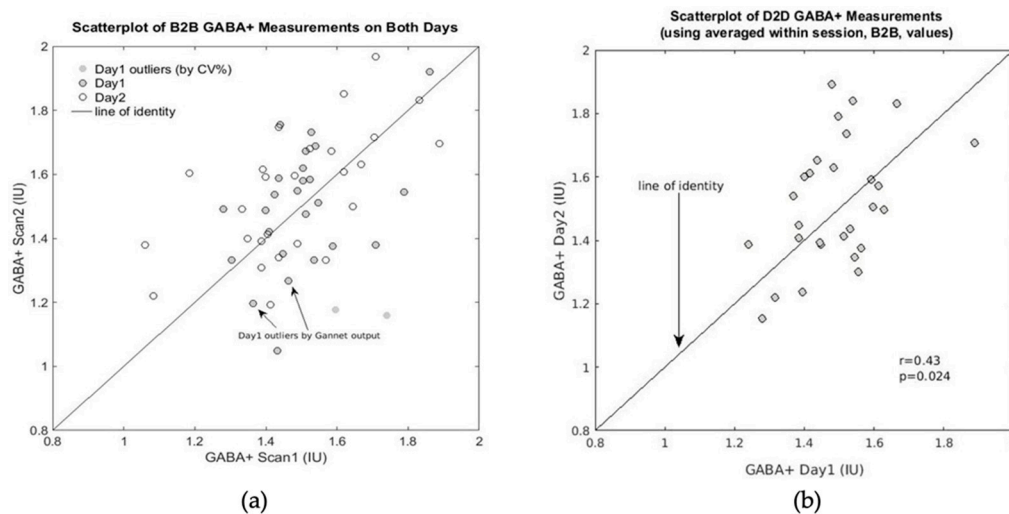 Scatterplot of B2B GABA+ Measurements on Both Days
2
1.8
1.6
1.4
1.2
1
0.8
GABA+ Scan2 (IU)
Day1 outliers (by CV%)
Day1
Day2
line of identity
Day1 outliers by Gannet output
0.8 1 1.2 1.4 1.6 1.8 2
GABA+ Scan1 (IU)
(a)
Scatterplot of D2D GABA+ Measurements
(using averaged within session, B2B, values)
2
1.8
1.6
1.4
1.2
1
0.8
GABA+ Day2 (IU)
line of identity
r=0.43
p=0.024
0.8 1 1.2 1.4 1.6 1.8
GABA+ Day1 (IU)
(b)